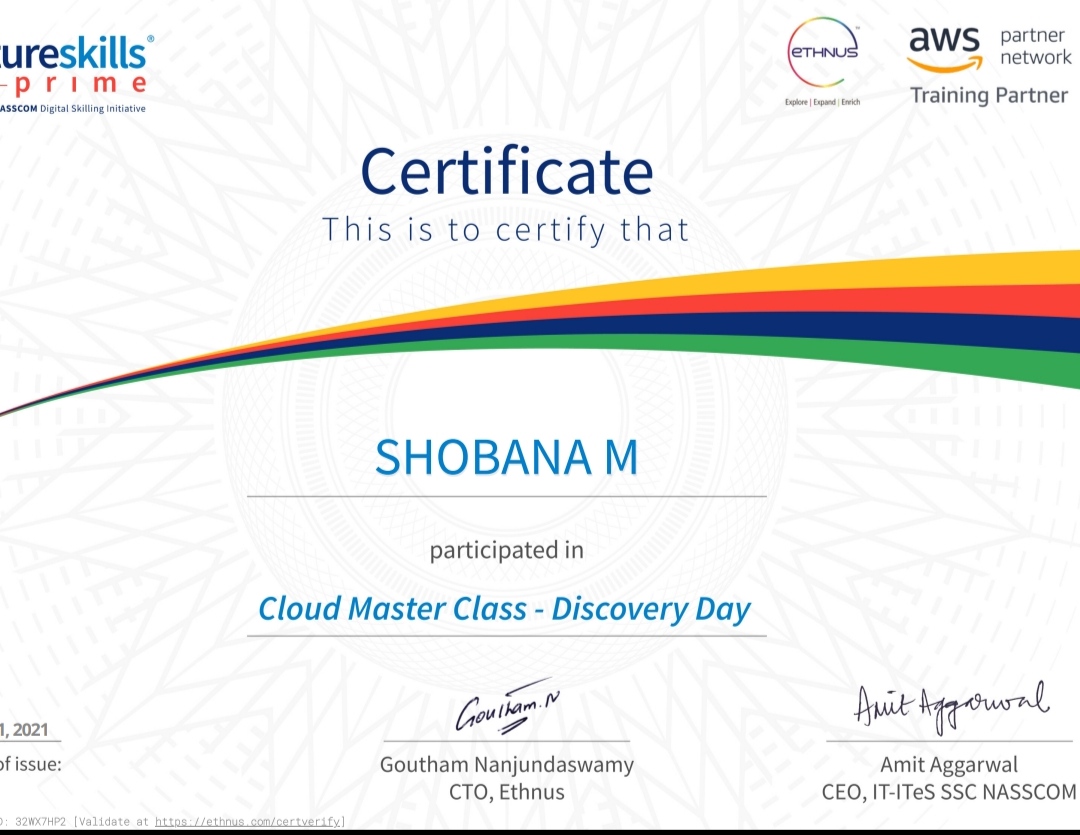 tureskills®
prime
ASSCOM Digital Skilling Initiative
ETHNUS
Explore | Expand | Enrich
aws partner network
Training Partner
Certificate
This is to certify that
SHOBANA M
participated in
Cloud Master Class - Discovery Day
Goutham.N
Amit Aggarwal
1, 2021
of issue:
Goutham Nanjundaswamy
CTO, Ethnus
Amit Aggarwal
CEO, IT-ITeS SSC NASSCOM
D: 32WX7HP2 [Validate at https://ethnus.com/certverify]